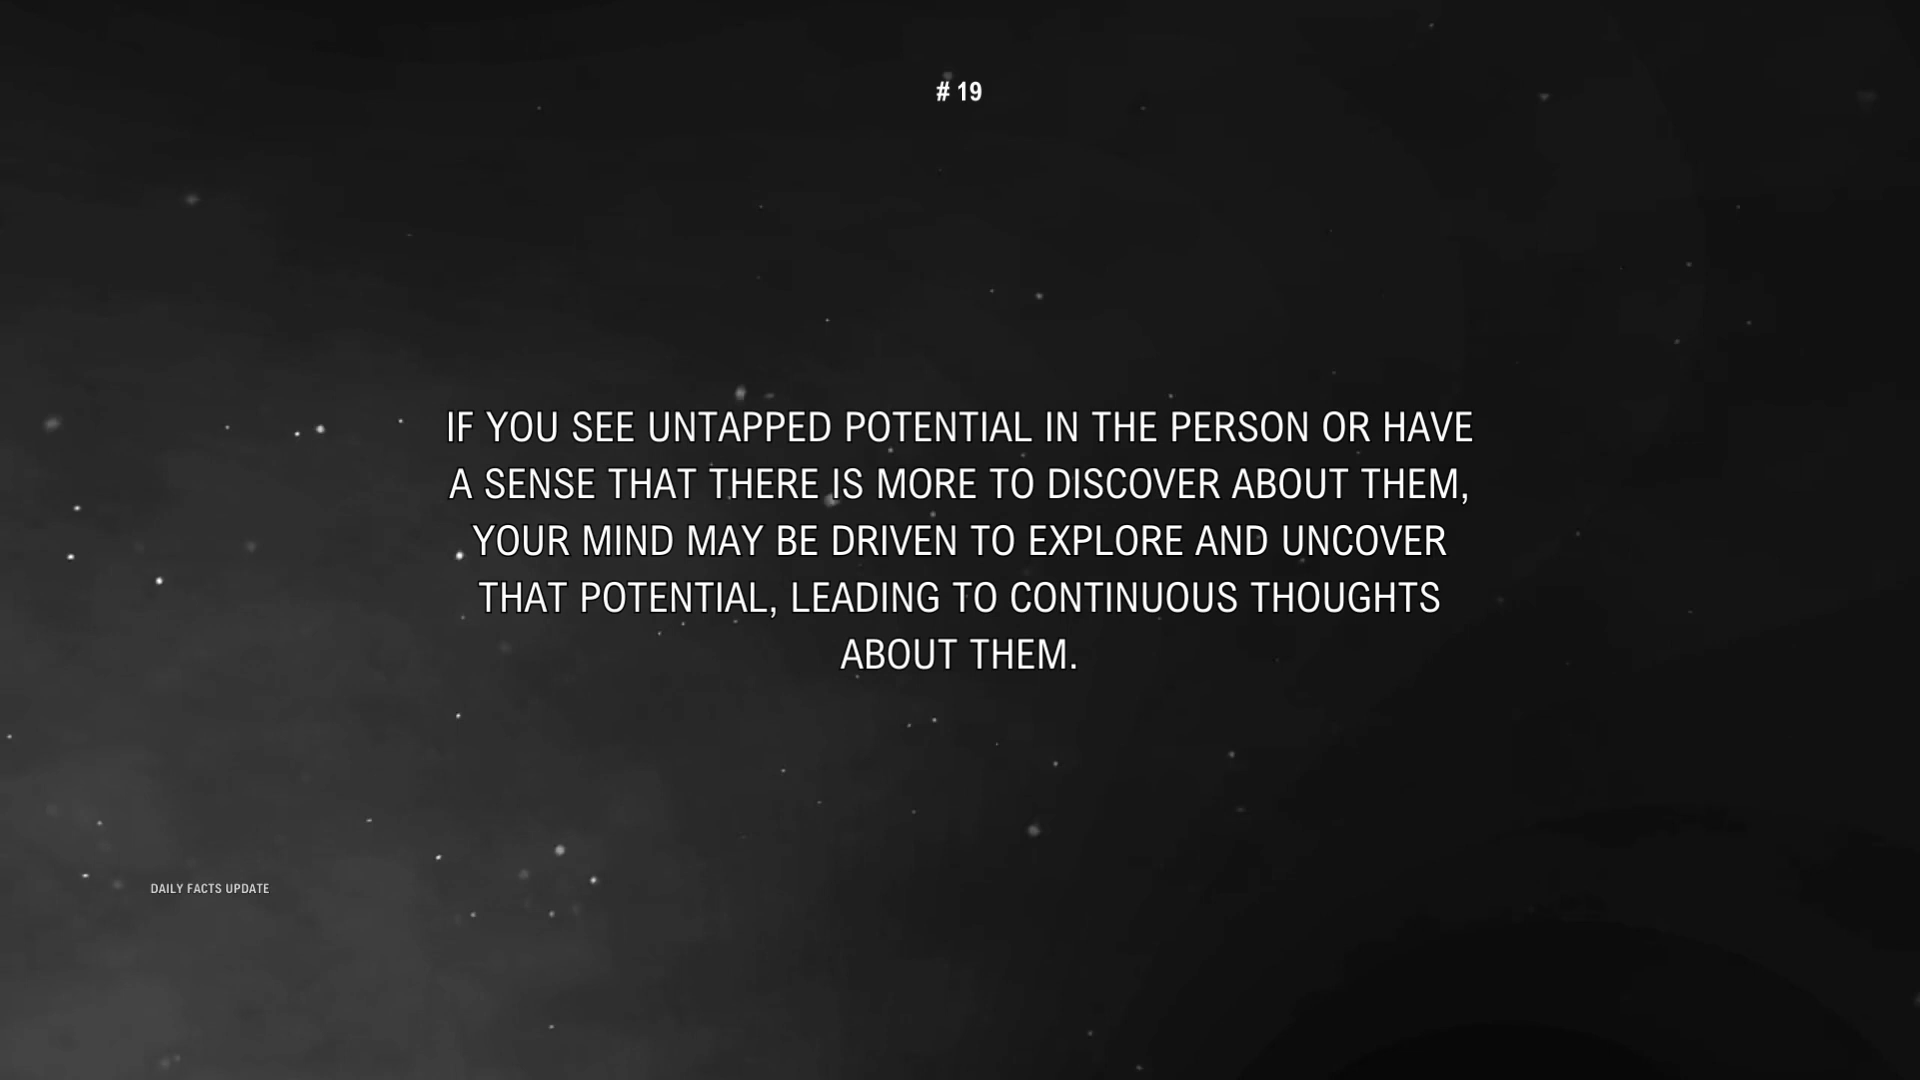 # 19
IF YOU SEE UNTAPPED POTENTIAL IN THE PERSON OR HAVE
A SENSE THAT THERE IS MORE TO DISCOVER ABOUT THEM,
YOUR MIND MAY BE DRIVEN TO EXPLORE AND UNCOVER
THAT POTENTIAL, LEADING TO CONTINUOUS THOUGHTS
ABOUT THEM.
DAILY FACTS UPDATE